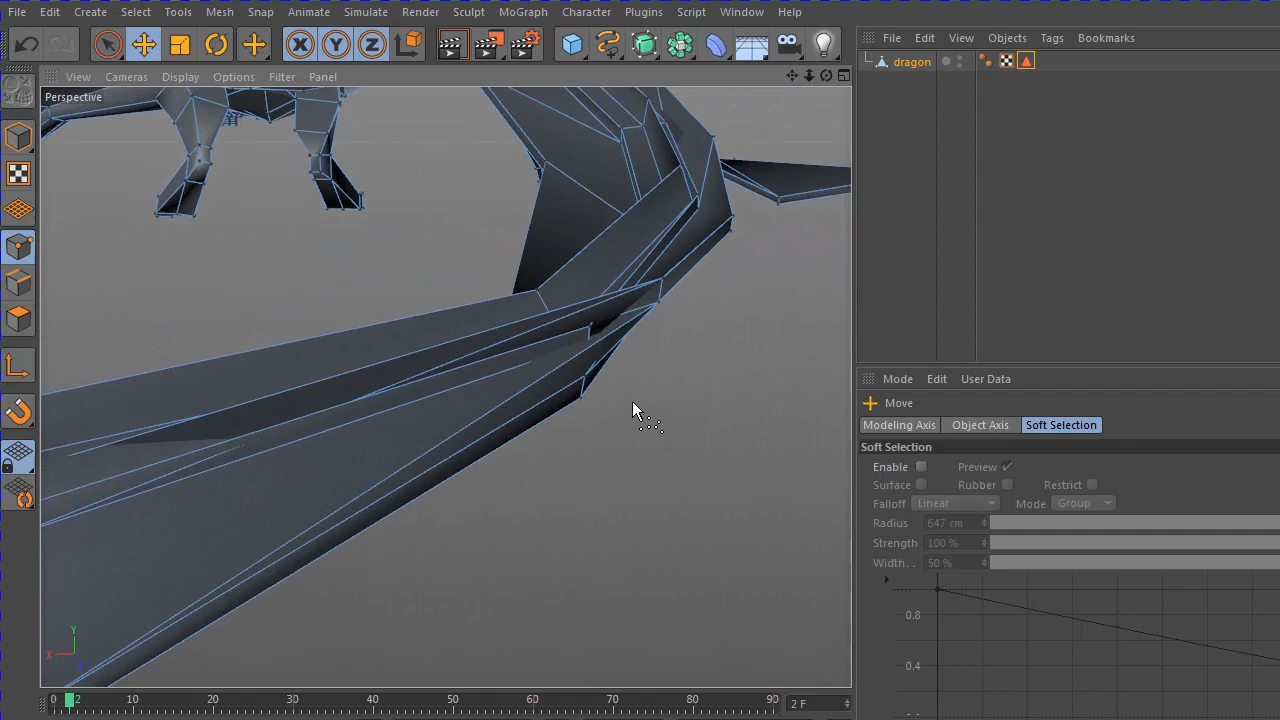 File Edit Create Select Tools Mesh Snap Animate Simulate Render Sculpt MoGraph Character Plugins Script Window Help
File Edit View Objects Tags Bookmarks
dragon
View Cameras Display Options Filter Panel
Perspective
X Y Z
Y
X
0 2 10 20 30 40 50 60 70 80 90 2 F
Mode Edit User Data
Move
Modeling Axis Object Axis Soft Selection
Soft Selection
Enable Preview
Surface Rubber Restrict
Falloff Linear Mode Group
Radius 647 cm
Strength 100 %
Width . . 50 %
0.8
0.4